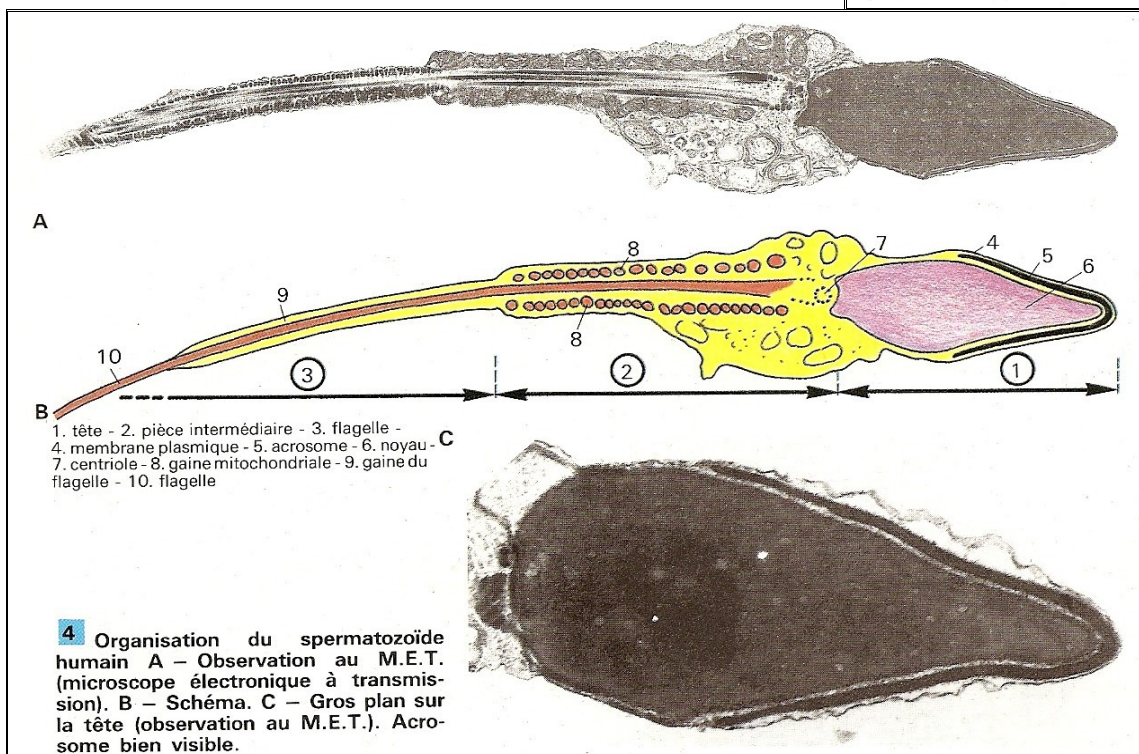 A
8
7
4
5
6
9
8
10
3
2
1
B
1. tête - 2. pièce intermédiaire - 3. flagelle -
4. membrane plasmique - 5. acrosome - 6. noyau -
7. centriole - 8. gaine mitochondriale - 9. gaine du
flagelle - 10. flagelle
C
4 Organisation du spermatozoïde
humain A – Observation au M.E.T.
(microscope électronique à transmis-
sion). B – Schéma. C – Gros plan sur
la tête (observation au M.E.T.). Acro-
some bien visible.